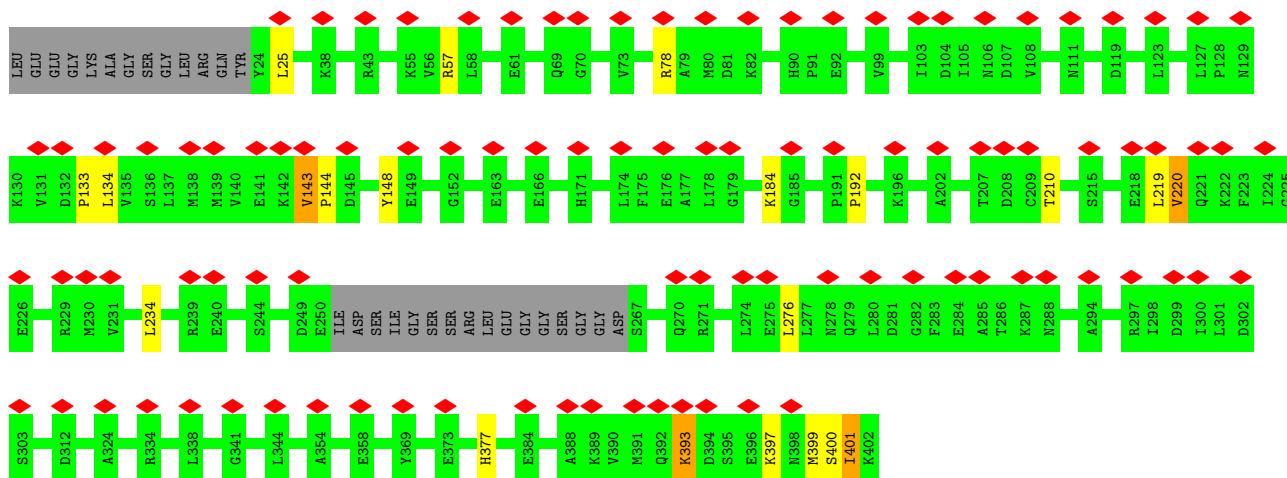 LEU GLU GLU GLY LYS ALA GLY SER GLY LEU ARG GLN TYR Y24 L25 K38 R43 K55 V56 R57 L58 E61 Q69 G70 V73 R78 A79 M80 D81 K82 H90 P91 E92 V99 I103 D104 I105 N106 D107 V108 N111 D119 L123 L127 P128 N129
K130 V131 D132 P133 L134 V135 S136 L137 M138 M139 V140 E141 K142 V143 P144 D145 Y148 E149 G152 E163 E166 H171 L174 F175 E176 A177 L178 G179 K184 G185 P191 P192 K196 A202 T207 D208 C209 T210 S215 E218 L219 V220 Q221 K222 F223 I224 G225
E226 R229 M230 V231 L234 R239 E240 S244 D249 E250 ILE ASP SER ILE GLY SER SER ARG LEU GLU GLY GLY SER GLY GLY ASP S267 Q270 R271 L274 E275 L276 L277 N278 Q279 L280 D281 G282 F283 E284 A285 T286 K287 N288 A294 R297 I298 D299 I300 L301 D302
S303 D312 A324 R334 L338 G341 L344 A354 E358 Y369 E373 H377 E384 A388 K389 V390 M391 Q392 K393 D394 S395 E396 K397 N398 M399 S400 I401 K402